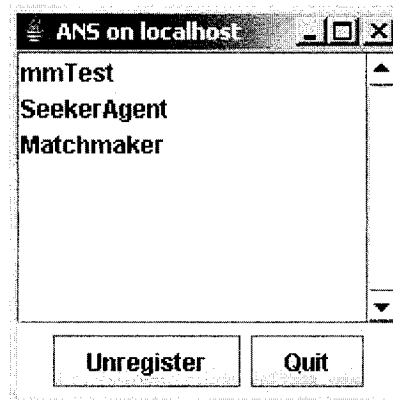 ANS on localhost
mmTest
SeekerAgent
Matchmaker
Unregister Quit